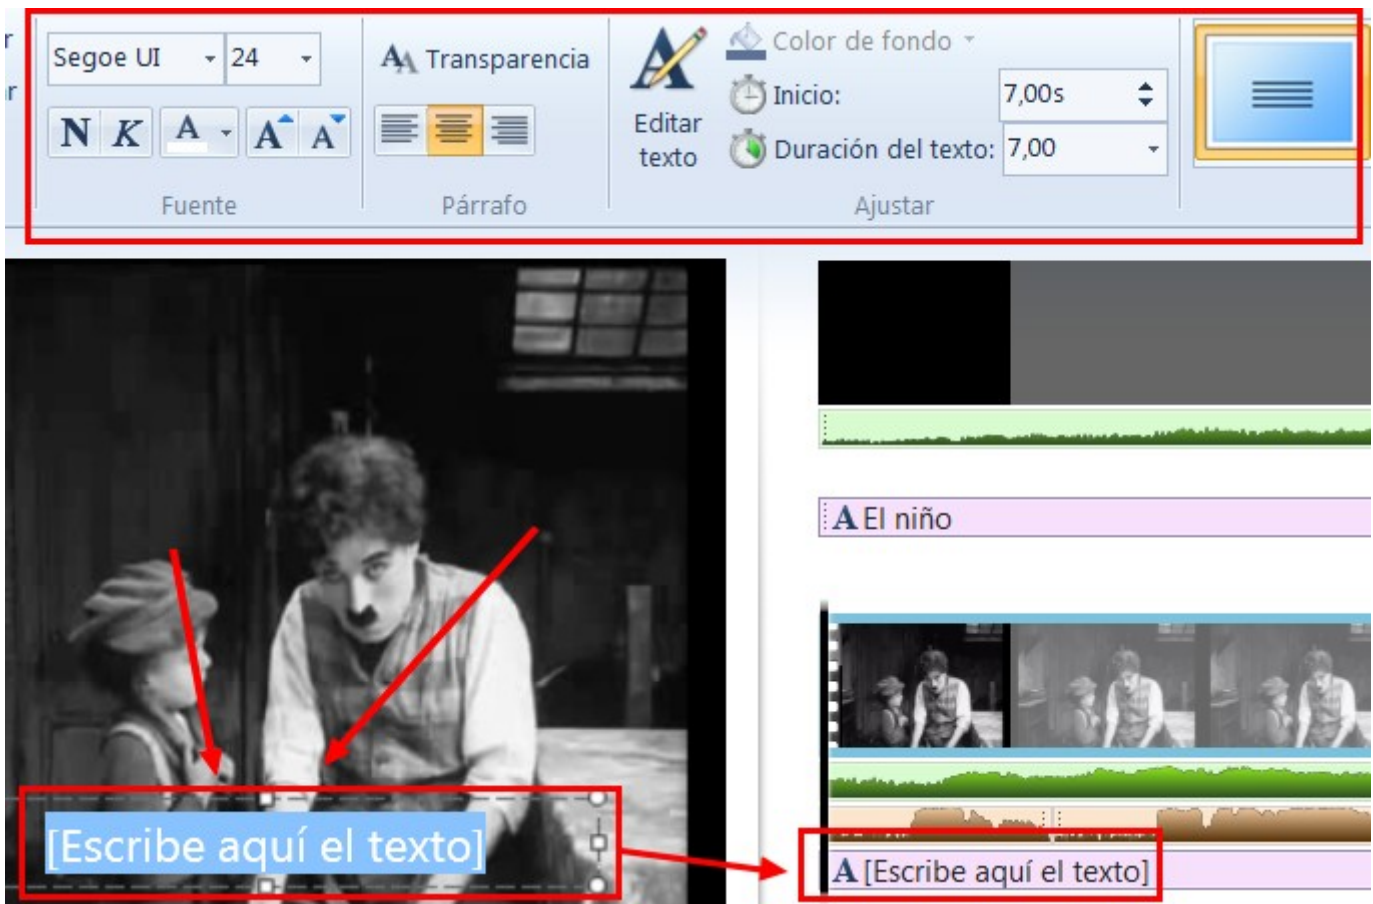 Segoe UI 24
N K A A A
Fuente
Transparencia
Párrafo
Editar
texto
Color de fondo
Inicio: 7,00s
Duración del texto: 7,00
Ajustar
A El niño
[Escribe aquí el texto]
A [Escribe aquí el texto]